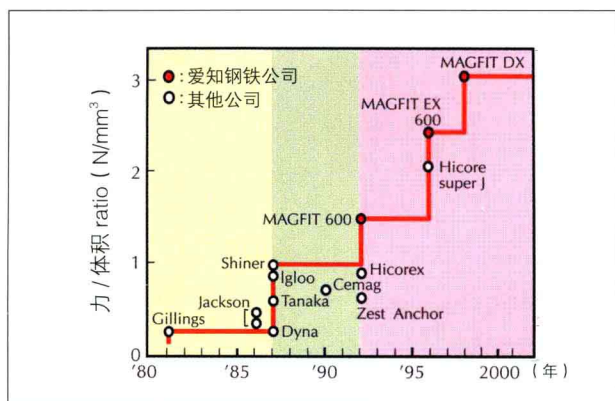 力 / 体积 ratio (N/mm³)
3
2
1
0
●:爱知钢铁公司
○:其他公司
MAGFIT DX
MAGFIT EX
600
Hicore
super J
MAGFIT 600
Shiner
Hicorex
Igloo
Cemag
Jackson
Tanaka
Zest Anchor
Gillings
Dyna
'80 '85 '90 '95 2000 (年)